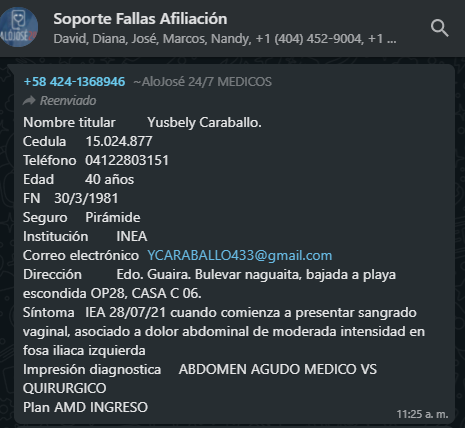 Soporte Fallas Afiliación
David, Diana, José, Marcos, Nandy, +1 (404) 452-9004, +1 ...
+58 424-1368946 ~AloJosé 24/7 MEDICOS
Reenviado
Nombre titular Yusbely Caraballo.
Cedula 15.024.877
Teléfono 04122803151
Edad 40 años
FN 30/3/1981
Seguro Pirámide
Institución INEA
Correo electrónico YCARABALLO433@gmail.com
Dirección Edo. Guaira. Bulevar naguaita, bajada a playa
escondida OP28, CASA C 06.
Síntoma IEA 28/07/21 cuando comienza a presentar sangrado
vaginal, asociado a dolor abdominal de moderada intensidad en
fosa iliaca izquierda
Impresión diagnostica ABDOMEN AGUDO MEDICO VS
QUIRURGICO
Plan AMD INGRESO
11:25 a. m.